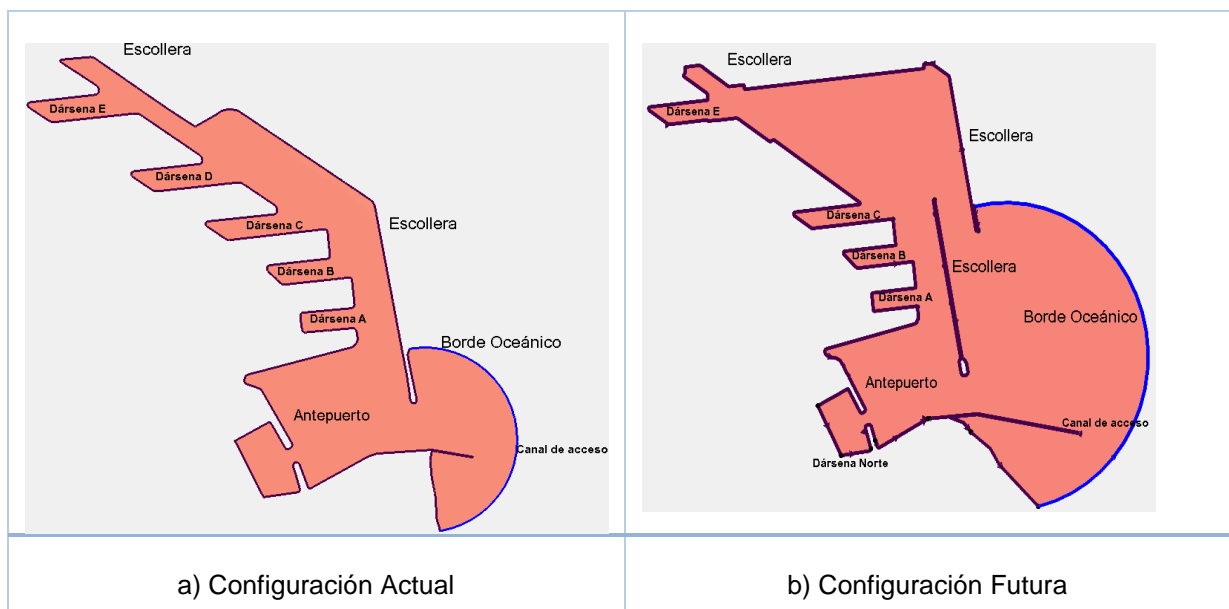 Escollera
Dársena E
Dársena D
Dársena C
Escollera
Dársena B
Dársena A
Borde Oceánico
Antepuerto
Canal de acceso
a) Configuración Actual
Escollera
Dársena E
Escollera
Dársena C
Dársena B
Escollera
Dársena A
Borde Oceánico
Antepuerto
Canal de acceso
Dársena Norte
b) Configuración Futura